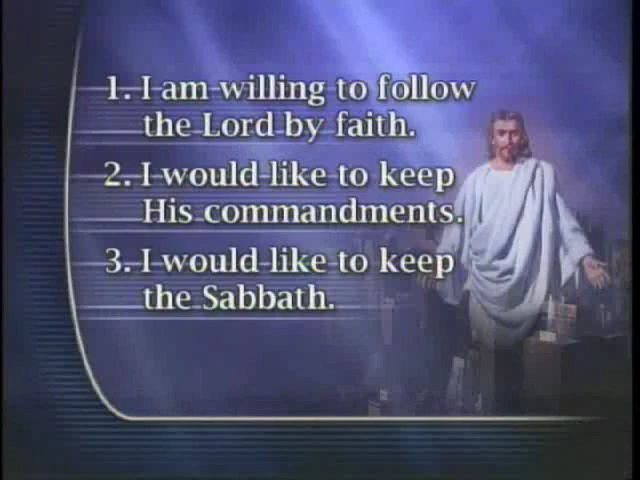 1. I am willing to follow
the Lord by faith.
2. I would like to keep
His commandments.
3. I would like to keep
the Sabbath.